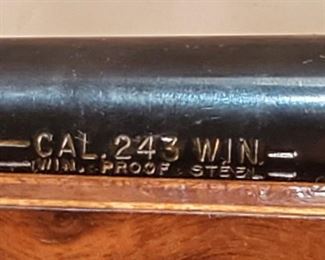 CAL. 243 WIN.
WIN. PROOF STEEL